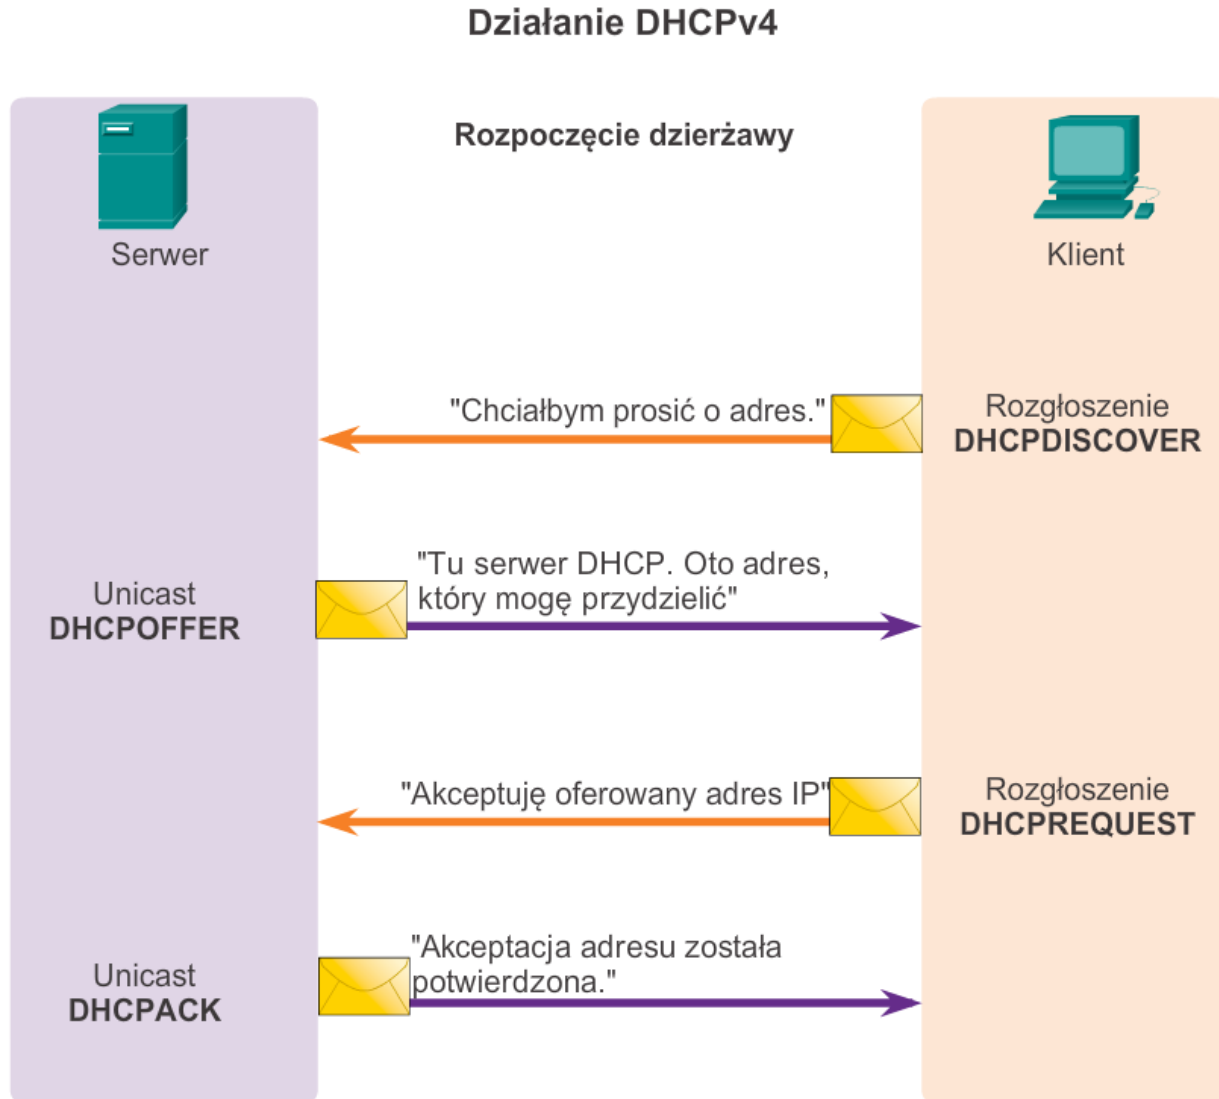 Działanie DHCPv4
Rozpoczęcie dzierżawy
Serwer
Klient
"Chciałbym prosić o adres."
Rozgłoszenie
DHCPDISCOVER
Unicast
DHCPOFFER
"Tu serwer DHCP. Oto adres,
który mogę przydzielić"
"Akceptuję oferowany adres IP"
Rozgłoszenie
DHCPREQUEST
Unicast
DHCPACK
"Akceptacja adresu została
potwierdzona."